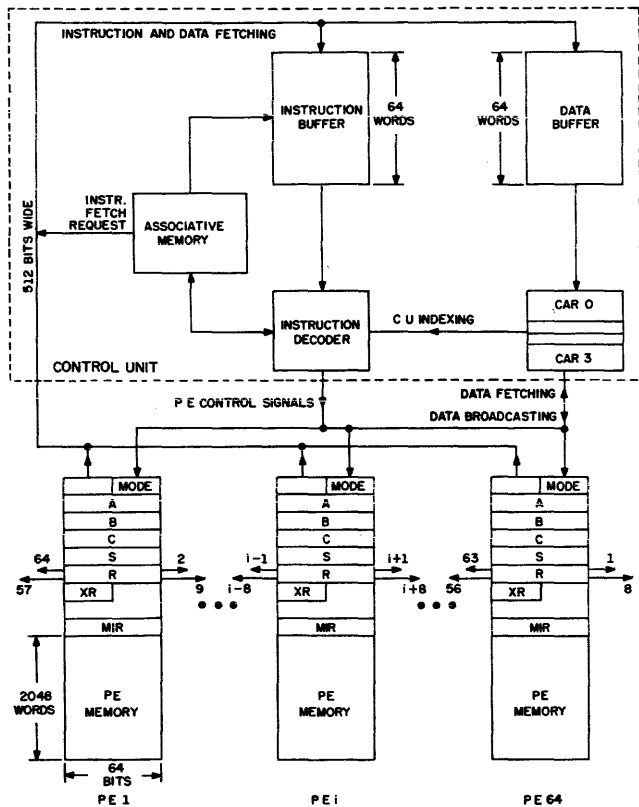 INSTRUCTION AND DATA FETCHING
INSTRUCTION
BUFFER
64
WORDS
64
WORDS
DATA
BUFFER
INSTR.
FETCH
REQUEST
512 BITS WIDE
ASSOCIATIVE
MEMORY
INSTRUCTION
DECODER
C U INDEXING
CAR 0
CAR 3
CONTROL UNIT
P E CONTROL SIGNALS
DATA FETCHING
DATA BROADCASTING
MODE
A
B
C
S
R
XR
MIR
PE
MEMORY
64
57
2
9
2048
WORDS
64
BITS
PE 1
MODE
A
B
C
S
R
XR
MIR
PE
MEMORY
i-1
i-8
i+1
i+8
PE i
MODE
A
B
C
S
R
XR
MIR
PE
MEMORY
63
56
1
8
PE 64